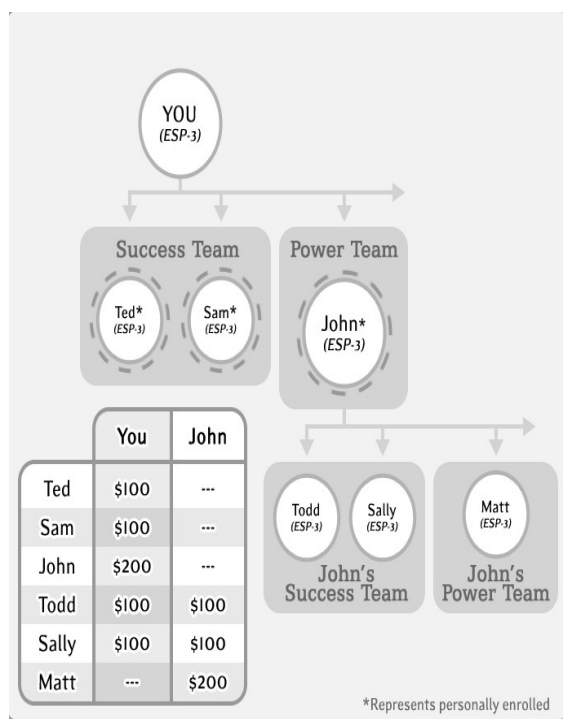 YOU
(ESP-3)
Success Team
Power Team
Ted*
(ESP-3)
Sam*
(ESP-3)
John*
(ESP-3)
You John
Ted $100 ---
Sam $100 ---
John $200 ---
Todd $100 $100
Sally $100 $100
Matt --- $200
Todd
(ESP-3)
Sally
(ESP-3)
Matt
(ESP-3)
John's
Success Team
John's
Power Team
*Represents personally enrolled